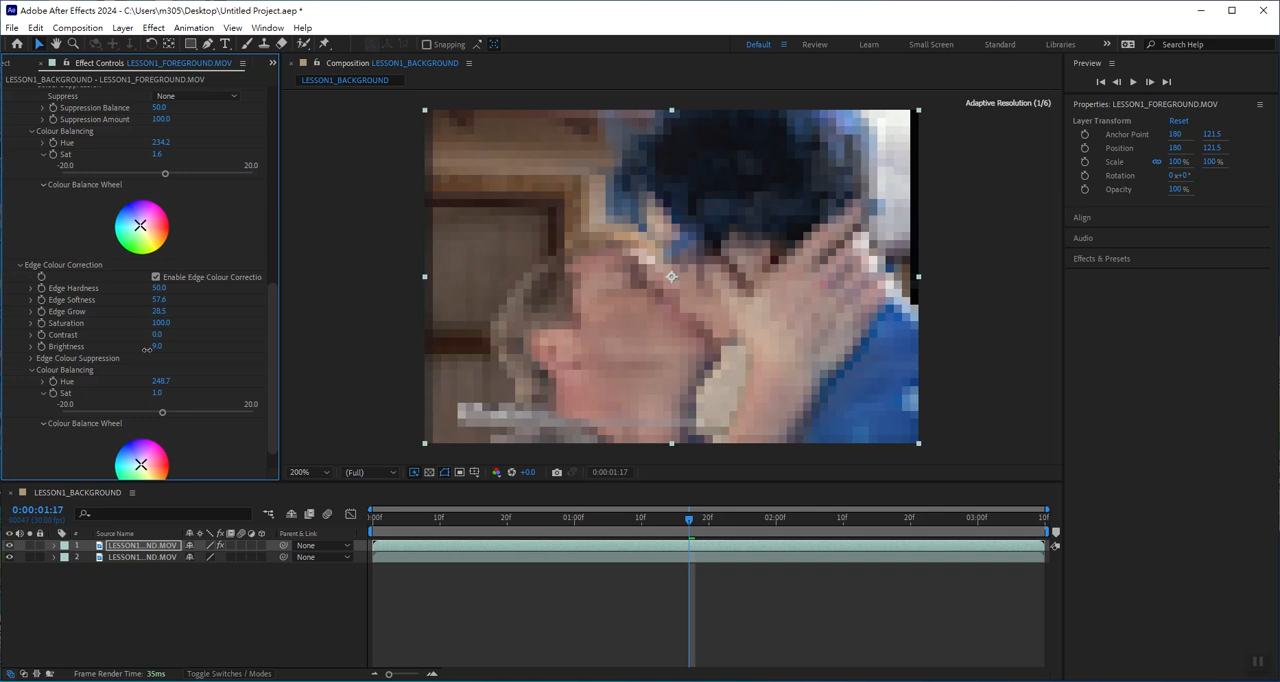 Adobe After Effects 2024 - C:\Users\m305\Desktop\Untitled Project.aep *
File Edit Composition Layer Effect Animation View Window Help
Snapping Default Review Learn Small Screen Standard Libraries Search Help
ect Effect Controls LESSON1_FOREGROUND.MOV
LESSON1_BACKGROUND - LESSON1_FOREGROUND.MOV
Suppress None
Suppression Balance 50.0
Suppression Amount 100.0
Colour Balancing
Hue 234.2
Sat 1.6
-20.0 20.0
Colour Balance Wheel
Edge Colour Correction
Enable Edge Colour Correctio
Edge Hardness 50.0
Edge Softness 57.6
Edge Grow 28.5
Saturation 100.0
Contrast 0.0
Brightness 9.0
Edge Colour Suppression
Colour Balancing
Hue 248.7
Sat 1.0
-20.0 20.0
Colour Balance Wheel
Composition LESSON1_BACKGROUND
LESSON1_BACKGROUND
Adaptive Resolution (1/6)
200% (Full) +0.0 0:00:01:17
Preview
Properties: LESSON1_FOREGROUND.MOV
Layer Transform Reset
Anchor Point 180 121.5
Position 180 121.5
Scale 100 % 100 %
Rotation 0 x+0 °
Opacity 100 %
Align
Audio
Effects & Presets
LESSON1_BACKGROUND
0:00:01:17
00047 (30.00 fps)
# Source Name fx Parent & Link
1 LESSON1...ND.MOV fx None
2 LESSON1...ND.MOV None
:00f 10f 20f 01:00f 10f 20f 02:00f 10f 20f 03:00f 10f
Frame Render Time: 35ms Toggle Switches / Modes